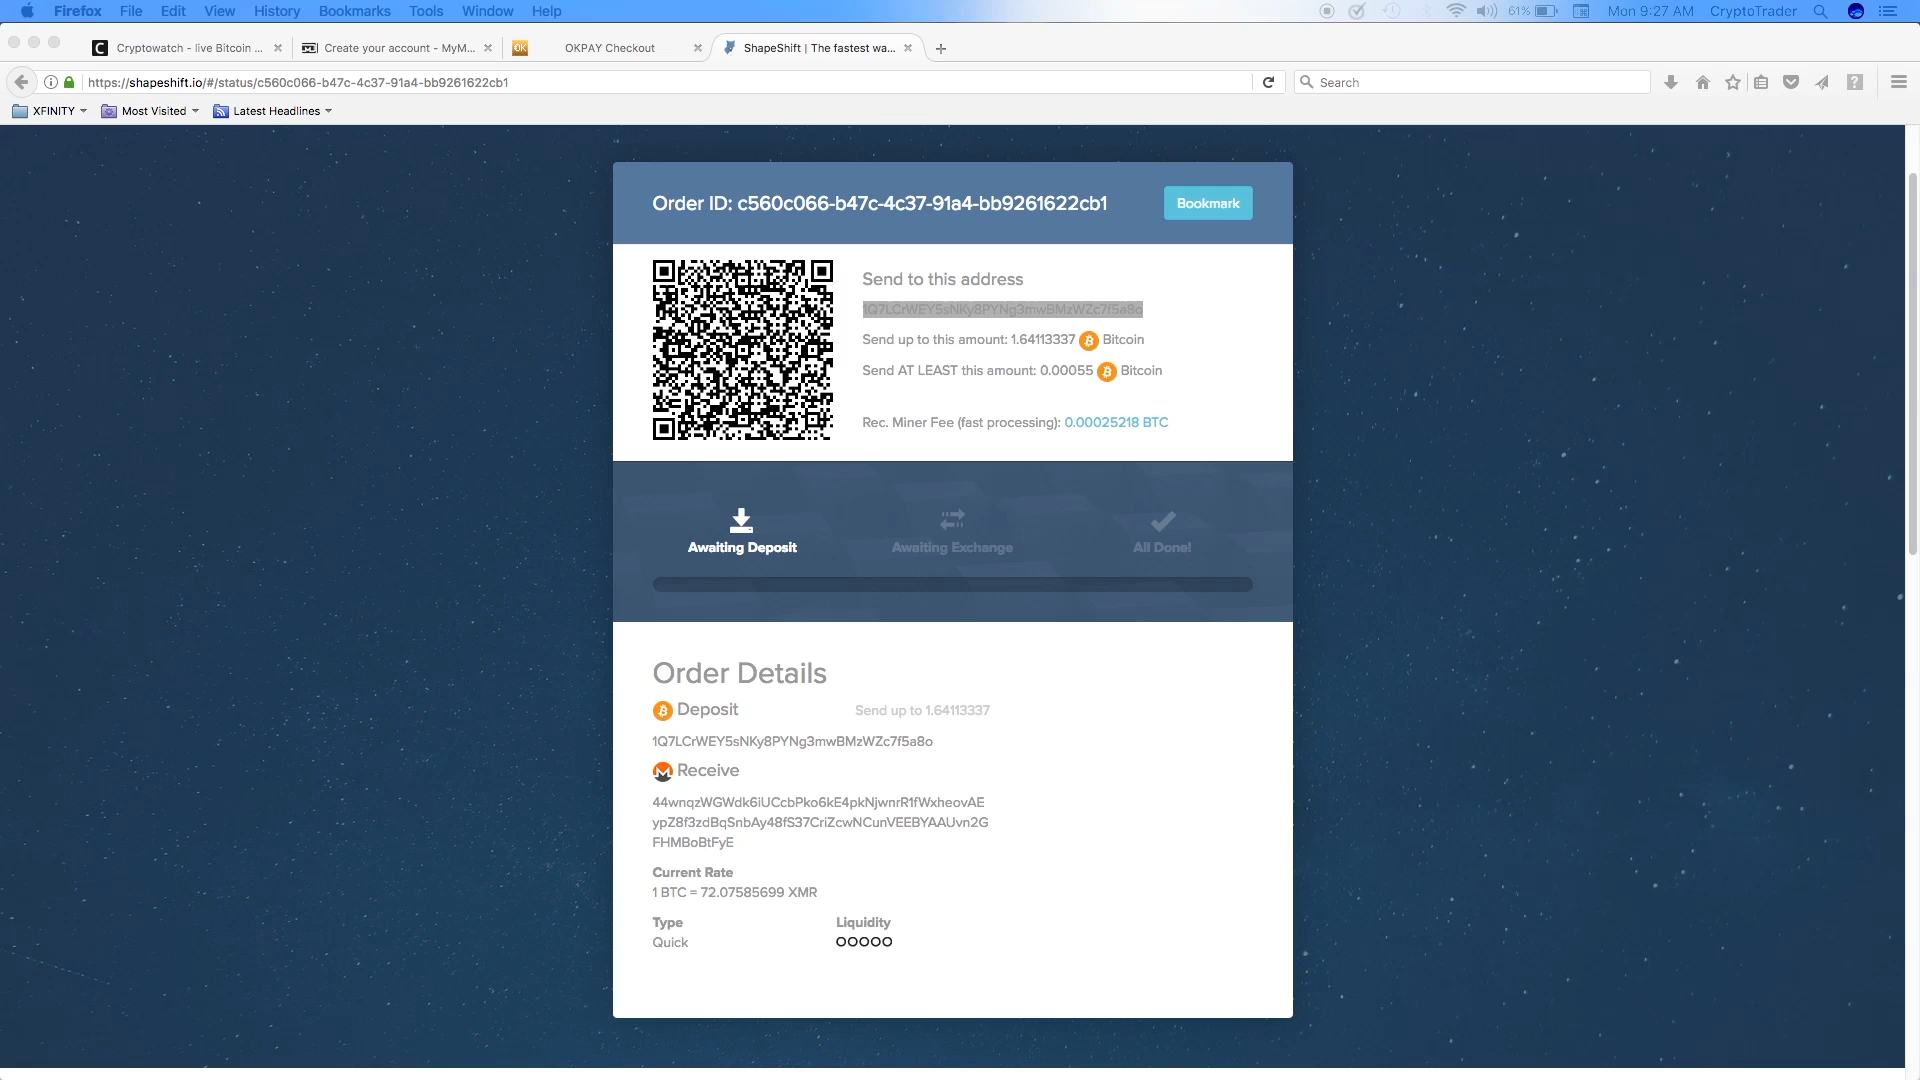 Firefox File Edit View History Bookmarks Tools Window Help 61% Mon 9:27 AM CryptoTrader
C Cryptowatch - live Bitcoin ... Create your account - MyM... OK OKPAY Checkout ShapeShift | The fastest wa...
https://shapeshift.io/#/status/c560c066-b47c-4c37-91a4-bb9261622cb1 Search
XFINITY Most Visited Latest Headlines
Order ID: c560c066-b47c-4c37-91a4-bb9261622cb1 Bookmark
Send to this address
1Q7LCrWEY5sNKy8PYNg3mwBMzWZc7f5a8o
Send up to this amount: 1.64113337 Bitcoin
Send AT LEAST this amount: 0.00055 Bitcoin
Rec. Miner Fee (fast processing): 0.00025218 BTC
Awaiting Deposit Awaiting Exchange All Done!
Order Details
Deposit Send up to 1.64113337
1Q7LCrWEY5sNKy8PYNg3mwBMzWZc7f5a8o
Receive
44wnqzWGWdk6iUCcbPko6kE4pkNjwnrR1fWxheovAE
ypZ8f3zdBqSnbAy48fS37CriZcwNCunVEEBYAAUvn2G
FHMBoBtFyE
Current Rate
1 BTC = 72.07585699 XMR
Type Liquidity
Quick